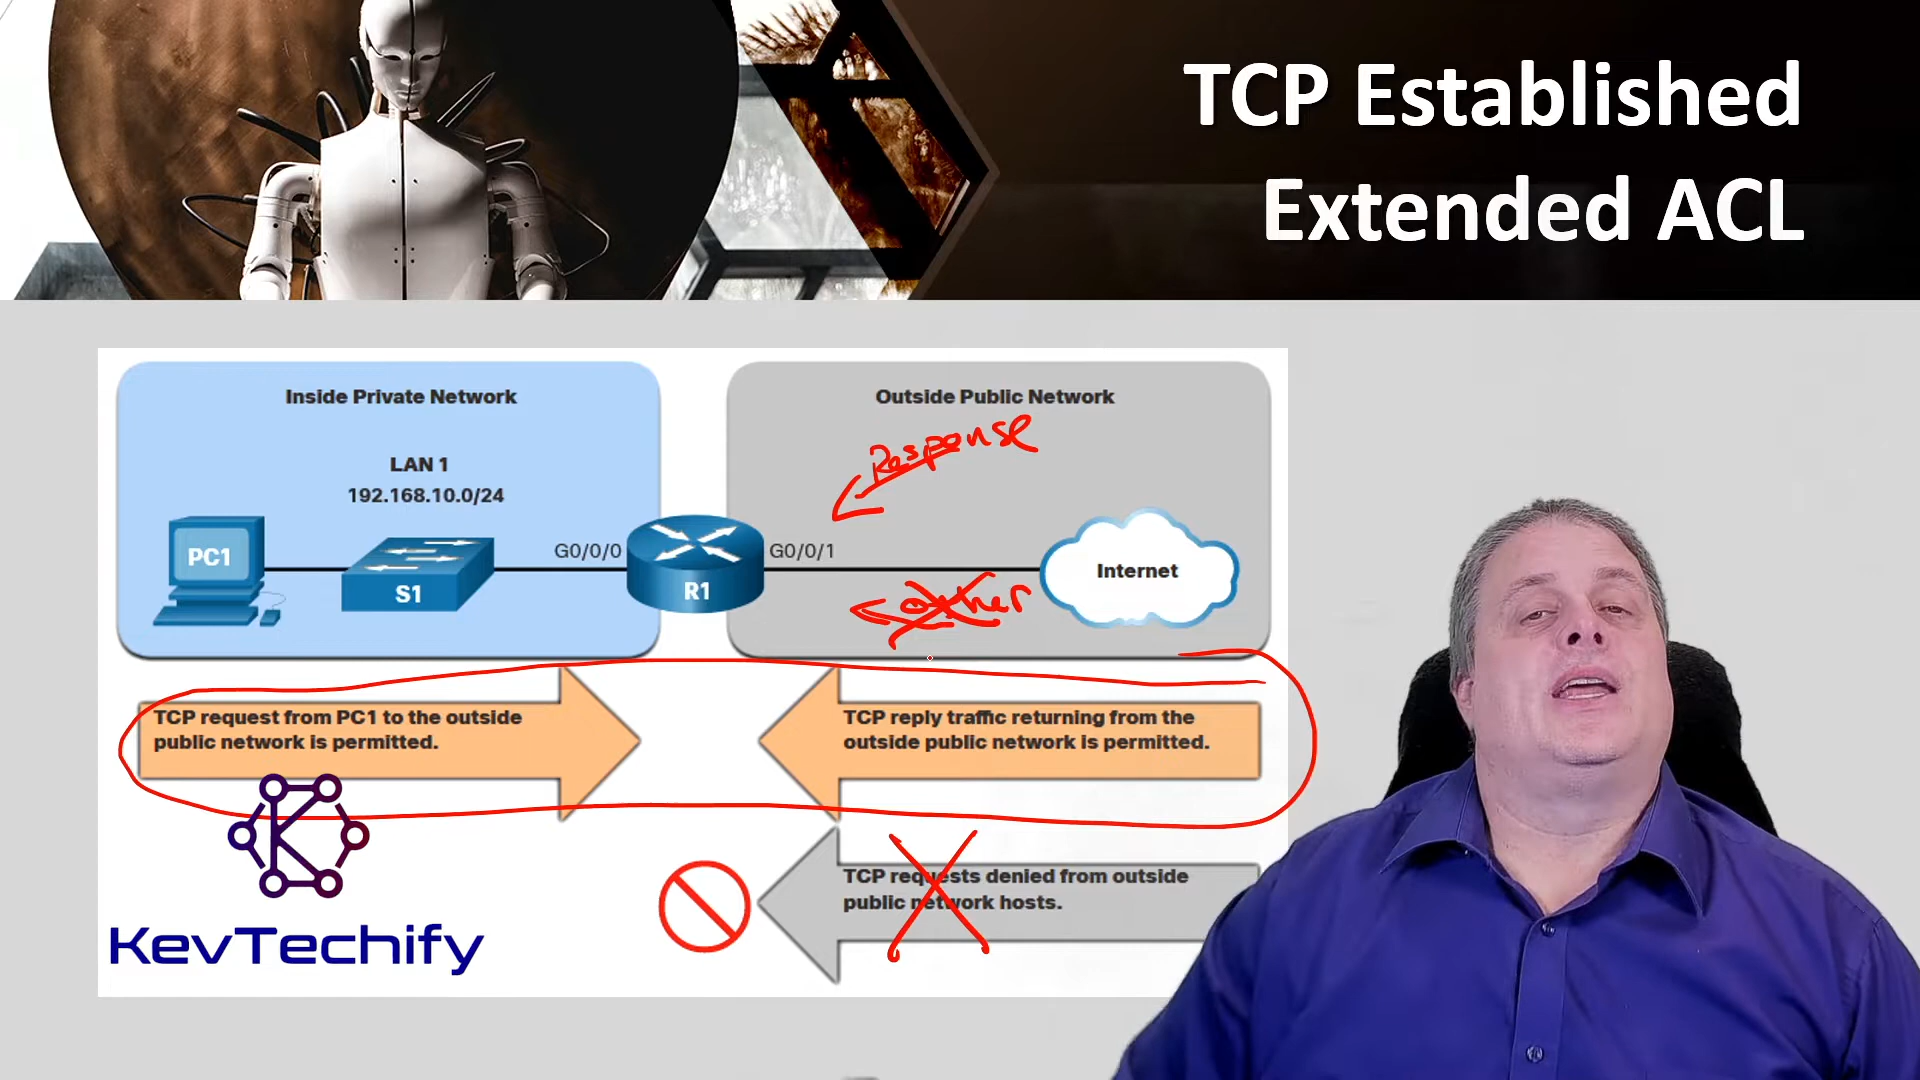 TCP Established
Extended ACL
Inside Private Network
Outside Public Network
Response
LAN 1
192.168.10.0/24
PC1
S1
G0/0/0
R1
G0/0/1
Internet
other
TCP request from PC1 to the outside
public network is permitted.
TCP reply traffic returning from the
outside public network is permitted.
TCP requests denied from outside
public network hosts.
KevTechify